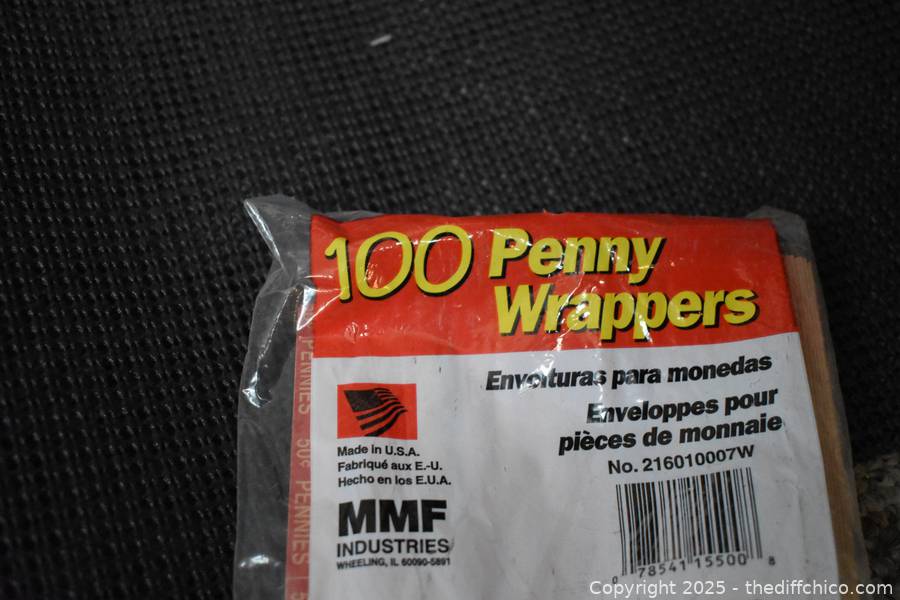 100 Penny
Wrappers
Envolturas para monedas
Enveloppes pour
pièces de monnaie
No. 216010007W
Made in U.S.A.
Fabriqué aux E.-U.
Hecho en los E.U.A.
MMF
INDUSTRIES
WHEELING, IL 60090-5891
0 78541 15500 8
PENNIES 50¢ PENNIES 5
Copyright 2025 - thediffchico.com